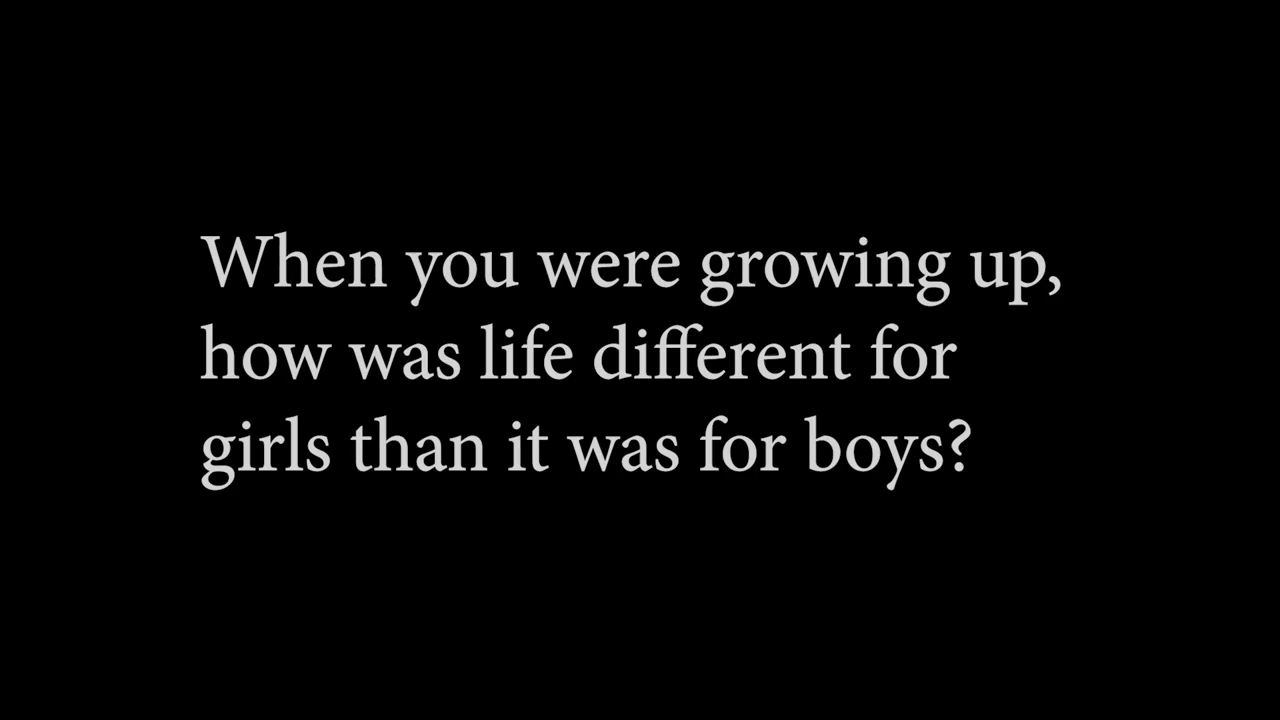 When you were growing up,
how was life different for
girls than it was for boys?